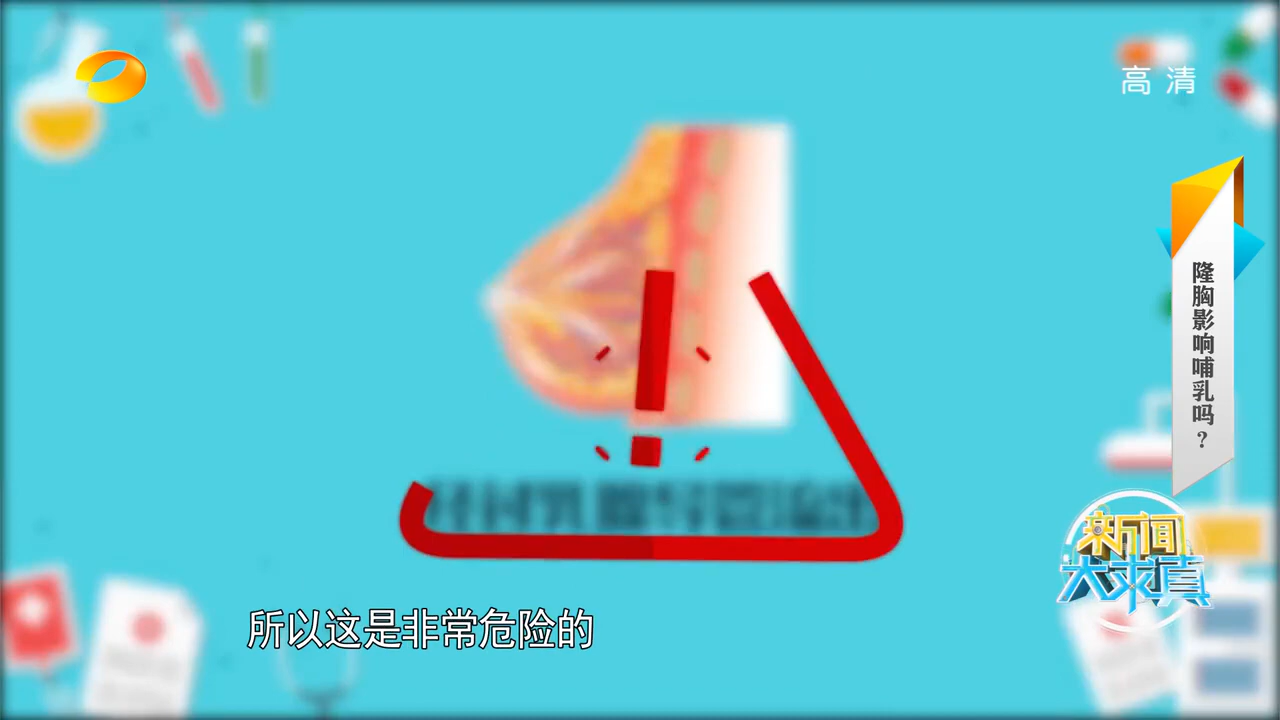 高清
隆胸影响哺乳吗?
新闻
大求真
所以这是非常危险的